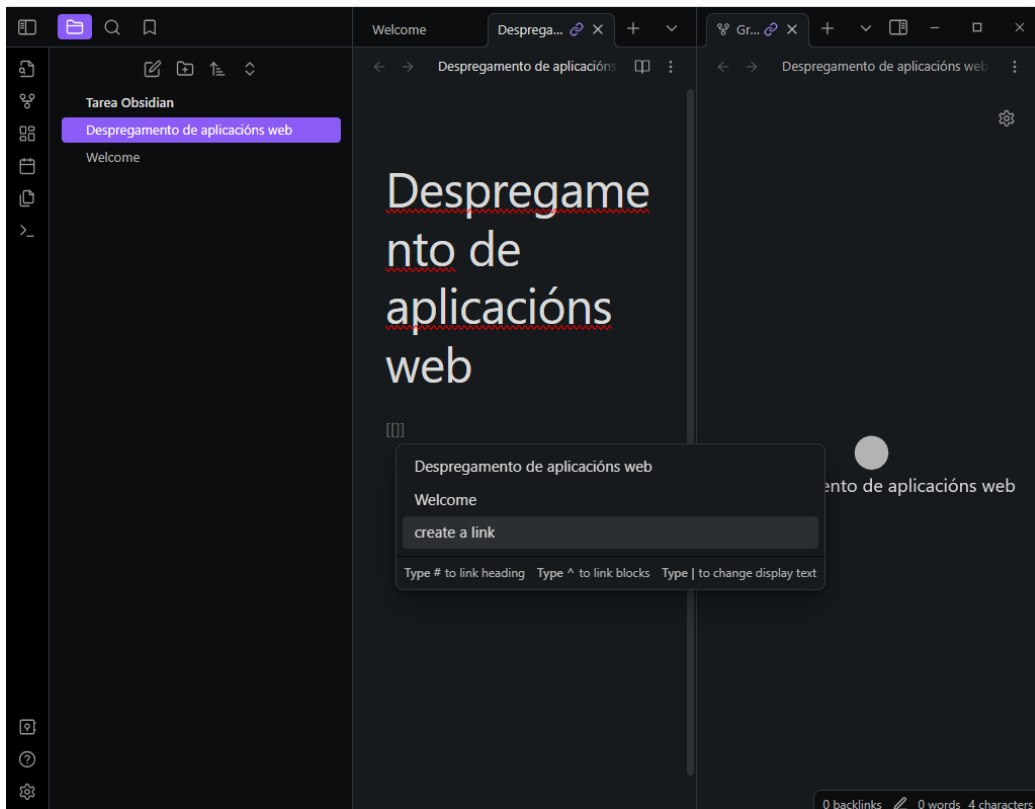 Welcome
Desprega...
Gr...
Despregamento de aplicacións
Despregamento de aplicacións web
Tarea Obsidian
Despregamento de aplicacións web
Welcome
Despregame
nto de
aplicacións
web
[[]]
Despregamento de aplicacións web
Welcome
create a link
Type # to link heading Type ^ to link blocks Type | to change display text
ento de aplicacións web
0 backlinks 0 words 4 characters